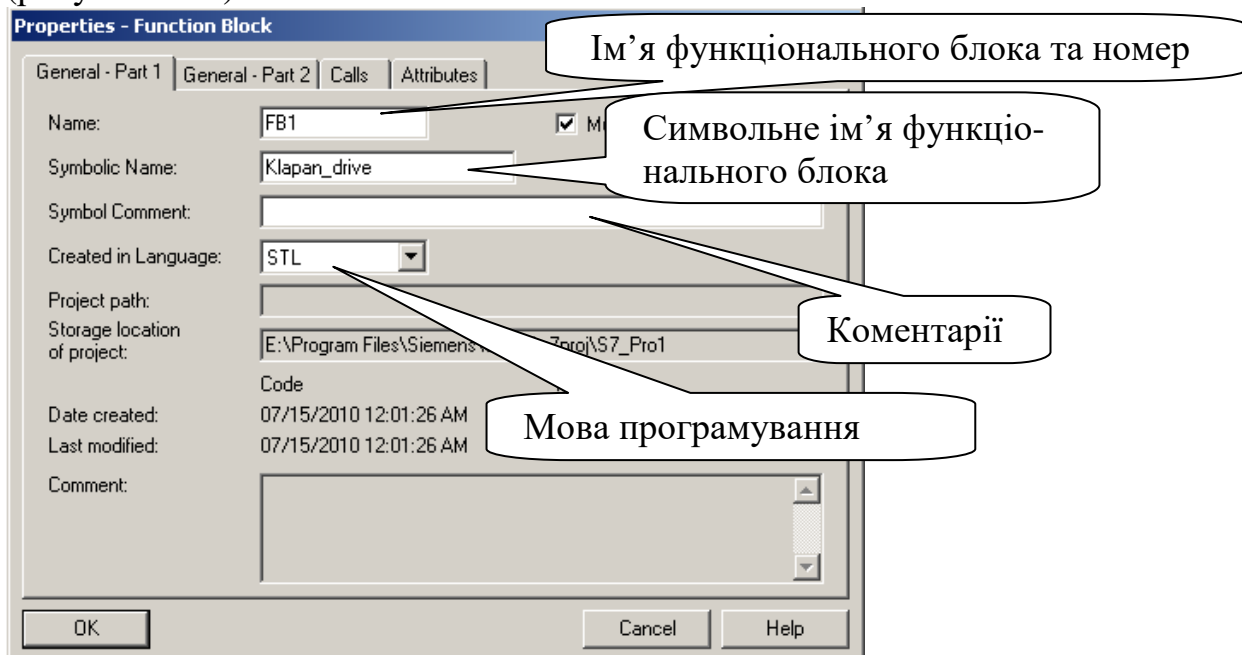 Properties - Function Block
Ім’я функціонального блока та номер
General - Part 1 General - Part 2 Calls Attributes
Name: FB1
Символьне ім’я функціо-
нального блока
Symbolic Name: Klapan_drive
Symbol Comment:
Created in Language: STL
Project path:
Коментарії
Storage location
of project: E:\Program Files\Siemens 7proj\S7_Pro1
Code
Мова програмування
Date created: 07/15/2010 12:01:26 AM
Last modified: 07/15/2010 12:01:26 AM
Comment:
OK Cancel Help